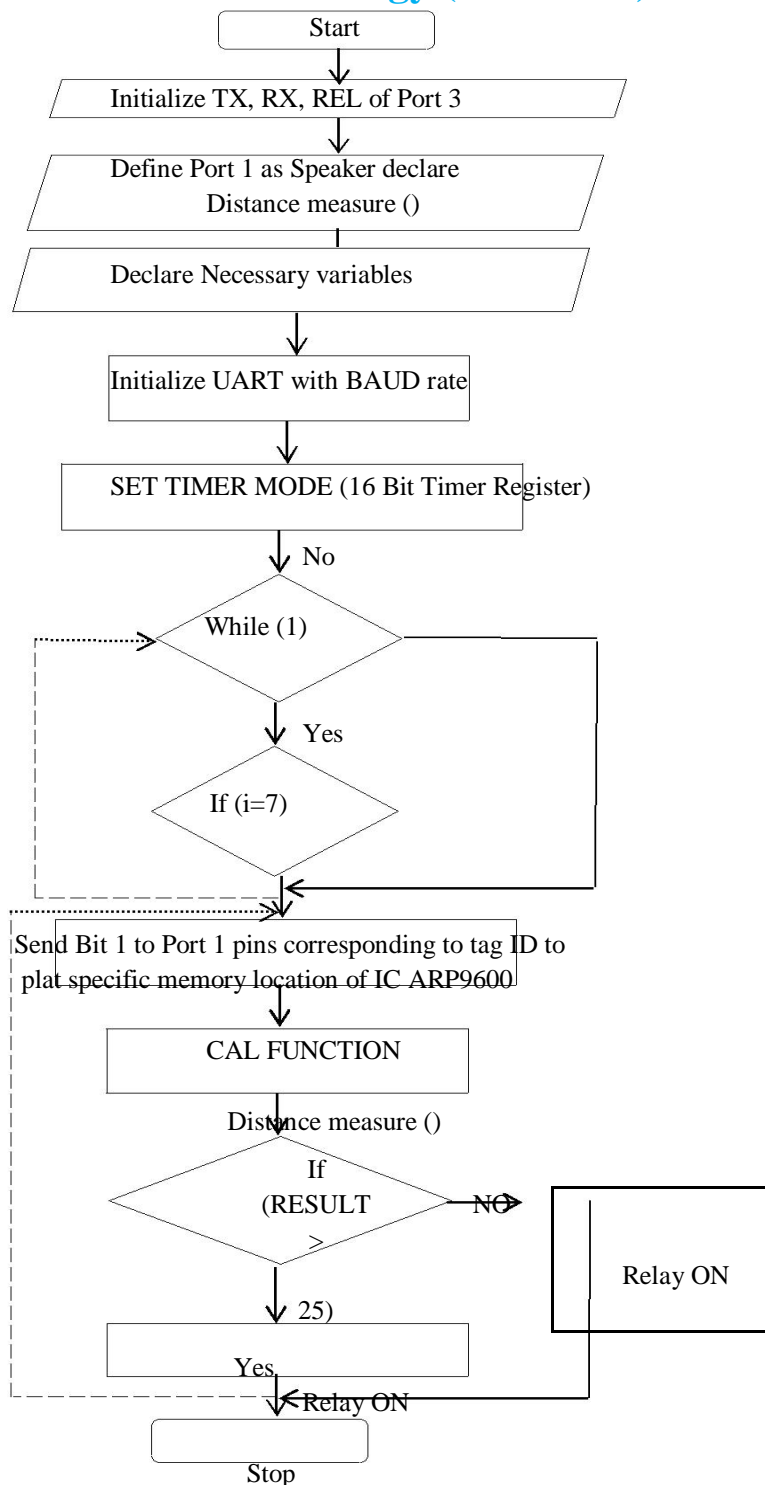 Start
Initialize TX, RX, REL of Port 3
Define Port 1 as Speaker declare
Distance measure ()
Declare Necessary variables
Initialize UART with BAUD rate
SET TIMER MODE (16 Bit Timer Register)
No
While (1)
Yes
If (i=7)
Send Bit 1 to Port 1 pins corresponding to tag ID to
plat specific memory location of IC ARP9600
CAL FUNCTION
Distance measure ()
If
(RESULT
>
NO
Relay ON
25)
Yes
Relay ON
Stop